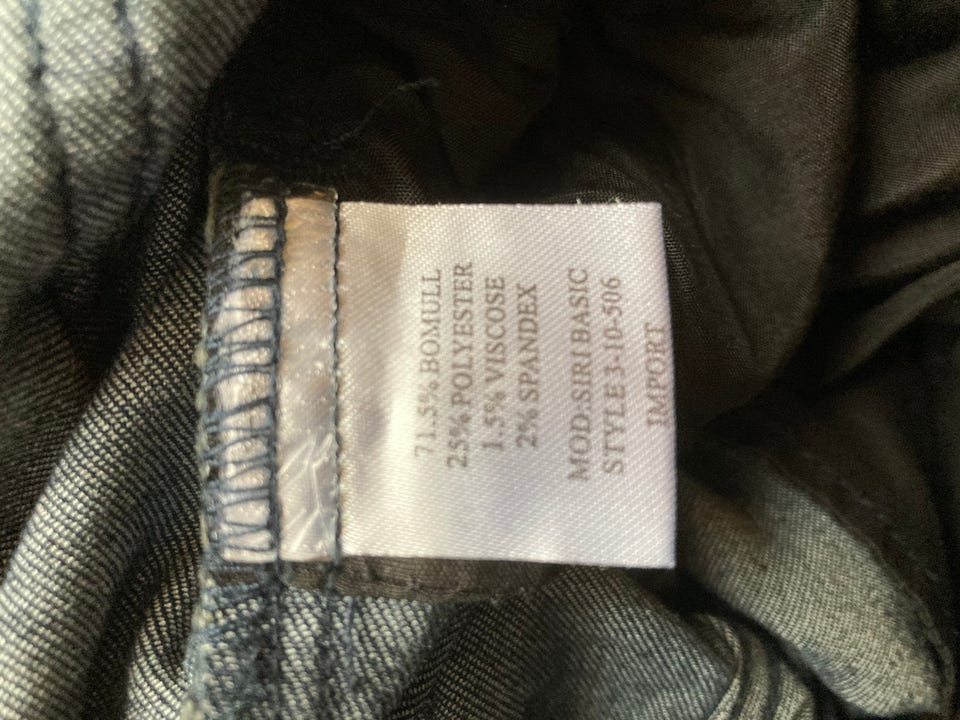 71.5% BOMULL
25% POLYESTER
1.5% VISCOSE
2% SPANDEX
MOD.SIRI BASIC
STYLE 3-10-506
IMPORT